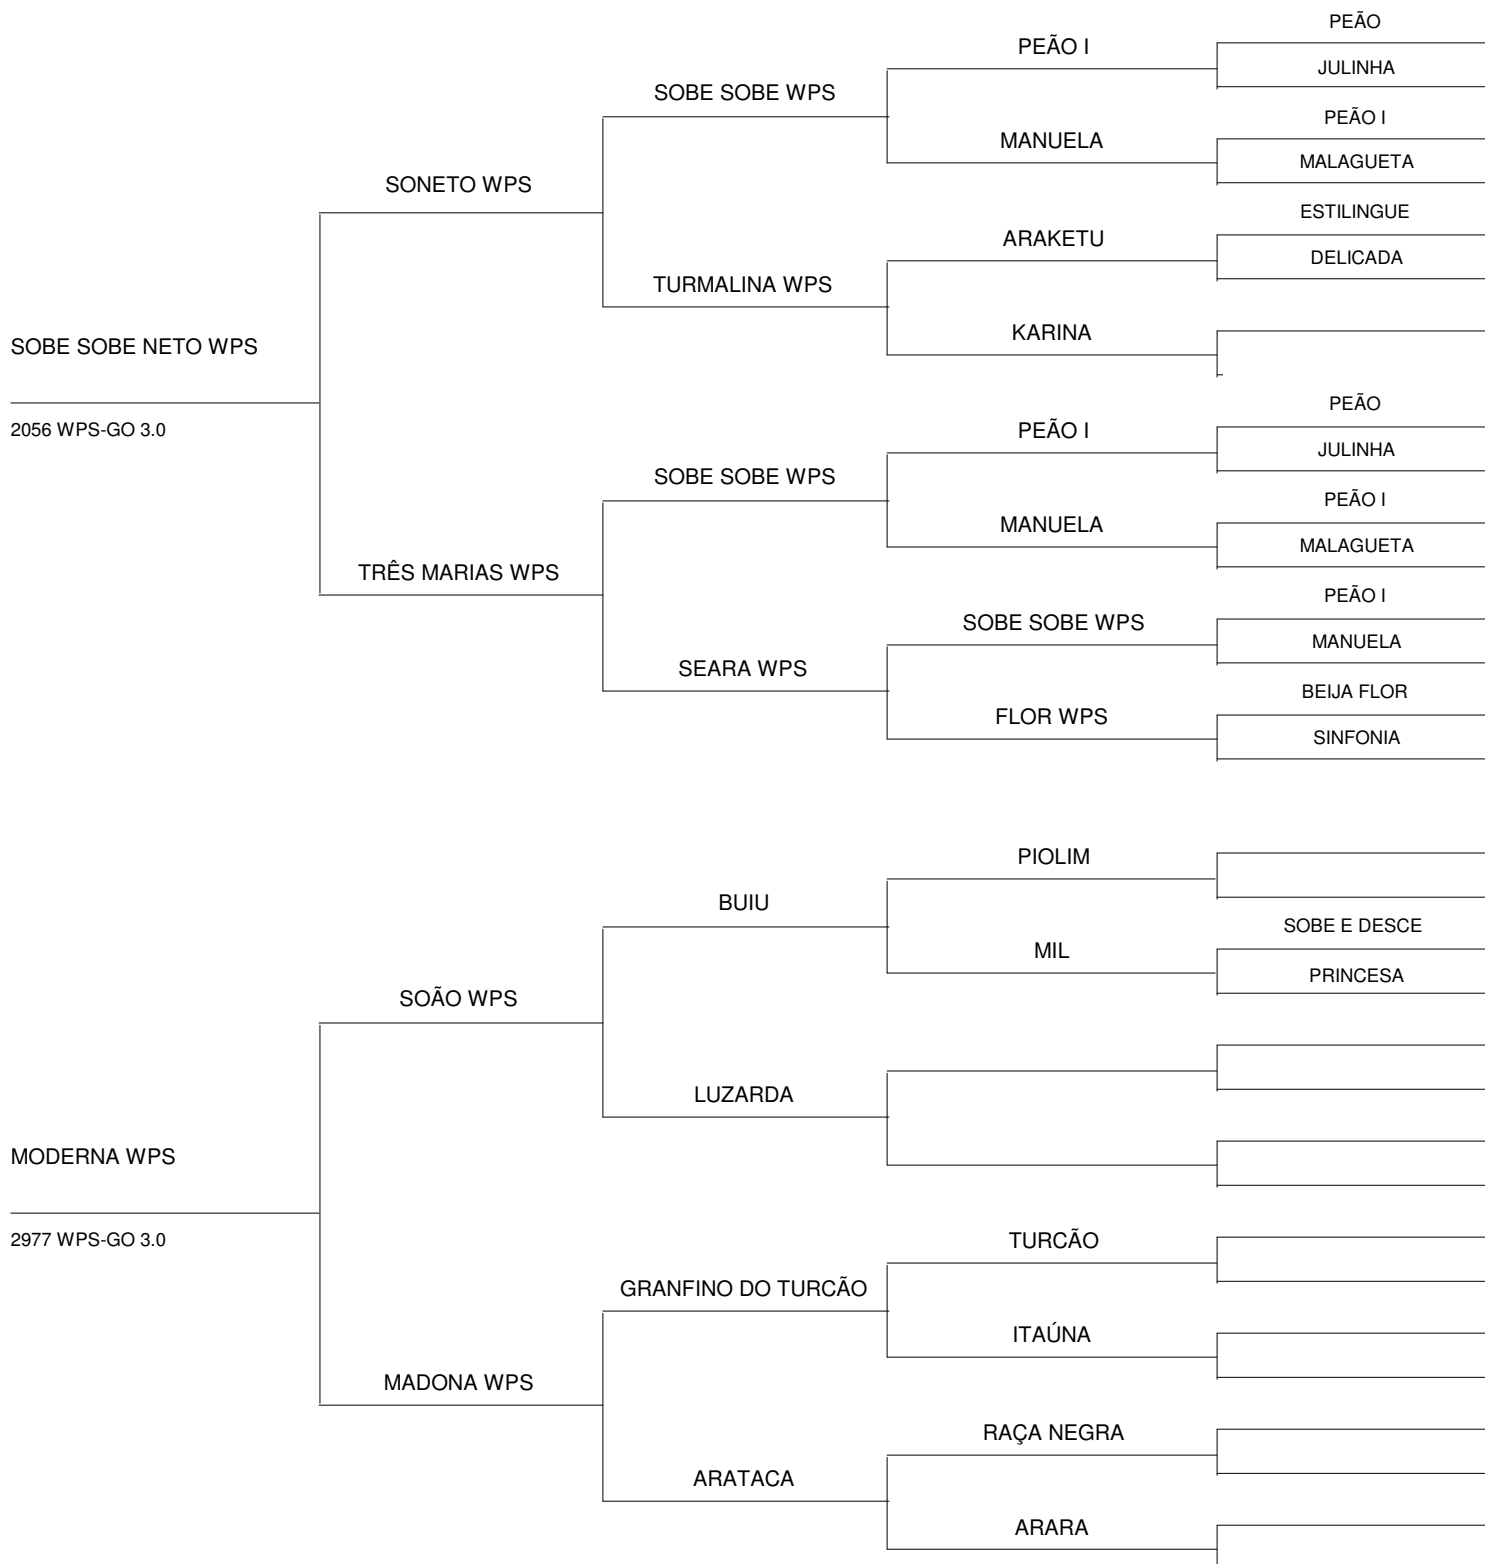 PEÃO
PEÃO I
JULINHA
SOBE SOBE WPS
PEÃO I
MANUELA
MALAGUETA
SONETO WPS
ESTILINGUE
ARAKETU
DELICADA
TURMALINA WPS
KARINA
SOBE SOBE NETO WPS
2056 WPS-GO 3.0
PEÃO
PEÃO I
JULINHA
SOBE SOBE WPS
PEÃO I
MANUELA
MALAGUETA
TRÊS MARIAS WPS
PEÃO I
SOBE SOBE WPS
MANUELA
SEARA WPS
BEIJA FLOR
FLOR WPS
SINFONIA
PIOLIM
BUIU
SOBE E DESCE
MIL
PRINCESA
SOÃO WPS
LUZARDA
MODERNA WPS
2977 WPS-GO 3.0
TURCÃO
GRANFINO DO TURCÃO
ITAÚNA
MADONA WPS
RAÇA NEGRA
ARATACA
ARARA